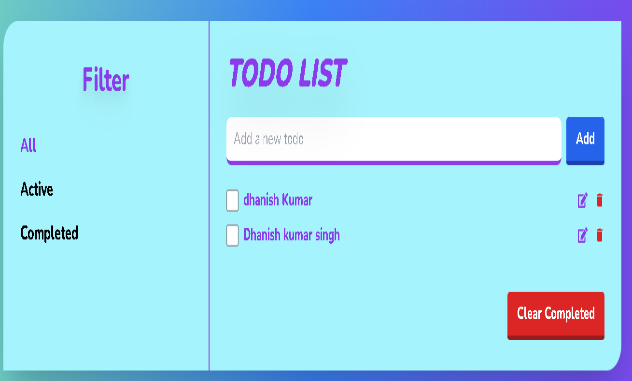 Filter
All
Active
Completed
TODO LIST
Add a new todo
Add
dhanish Kumar
Dhanish kumar singh
Clear Completed